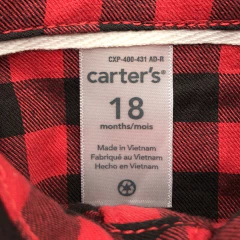 CXP-400-431 AD-R
carter's®
18
months/mois
Made in Vietnam
Fabriqué au Vietnam
Hecho en Vietnam